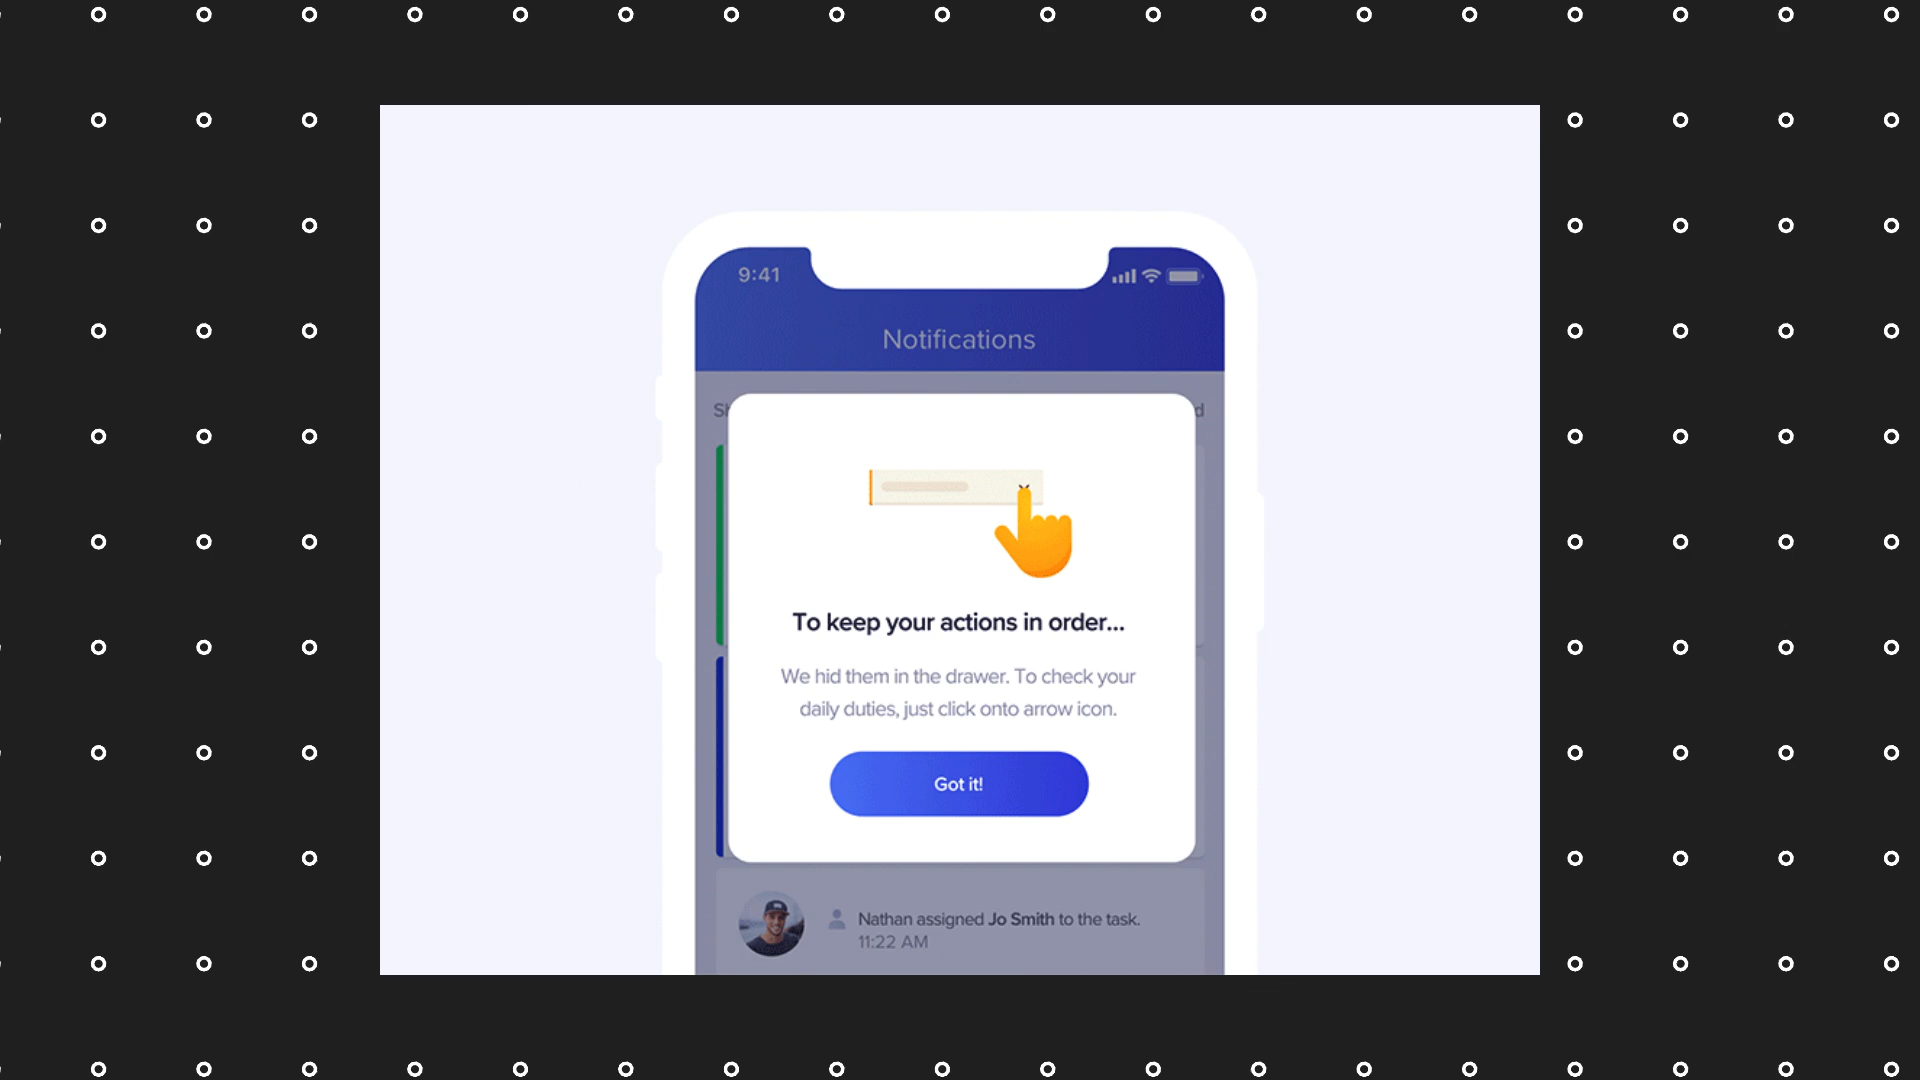 9:41
Notifications
To keep your actions in order...
We hid them in the drawer. To check your
daily duties, just click onto arrow icon.
Got it!
Nathan assigned Jo Smith to the task.
11:22 AM